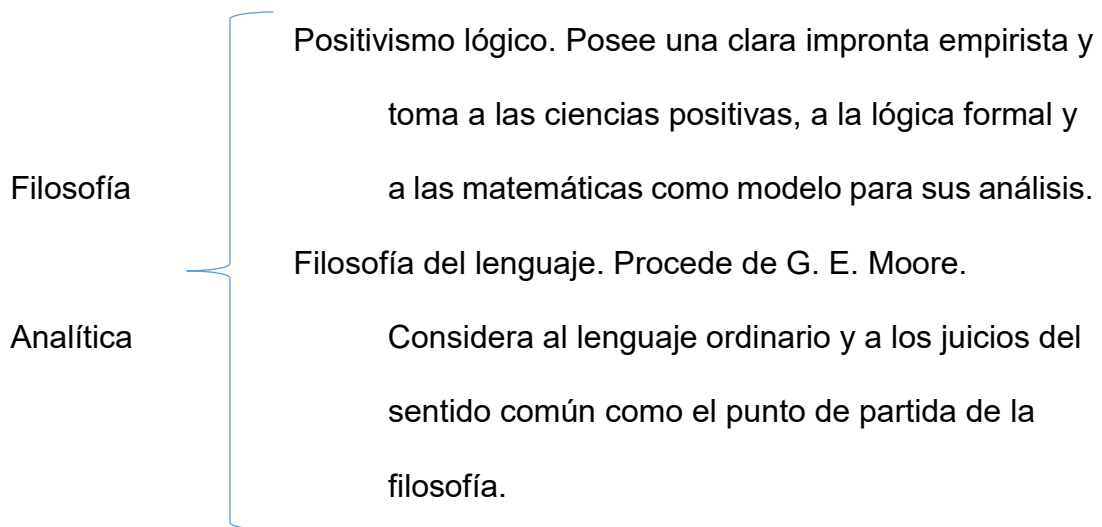 Positivismo lógico. Posee una clara impronta empirista y
toma a las ciencias positivas, a la lógica formal y
Filosofía
a las matemáticas como modelo para sus análisis.
Filosofía del lenguaje. Procede de G. E. Moore.
Analítica
Considera al lenguaje ordinario y a los juicios del
sentido común como el punto de partida de la
filosofía.